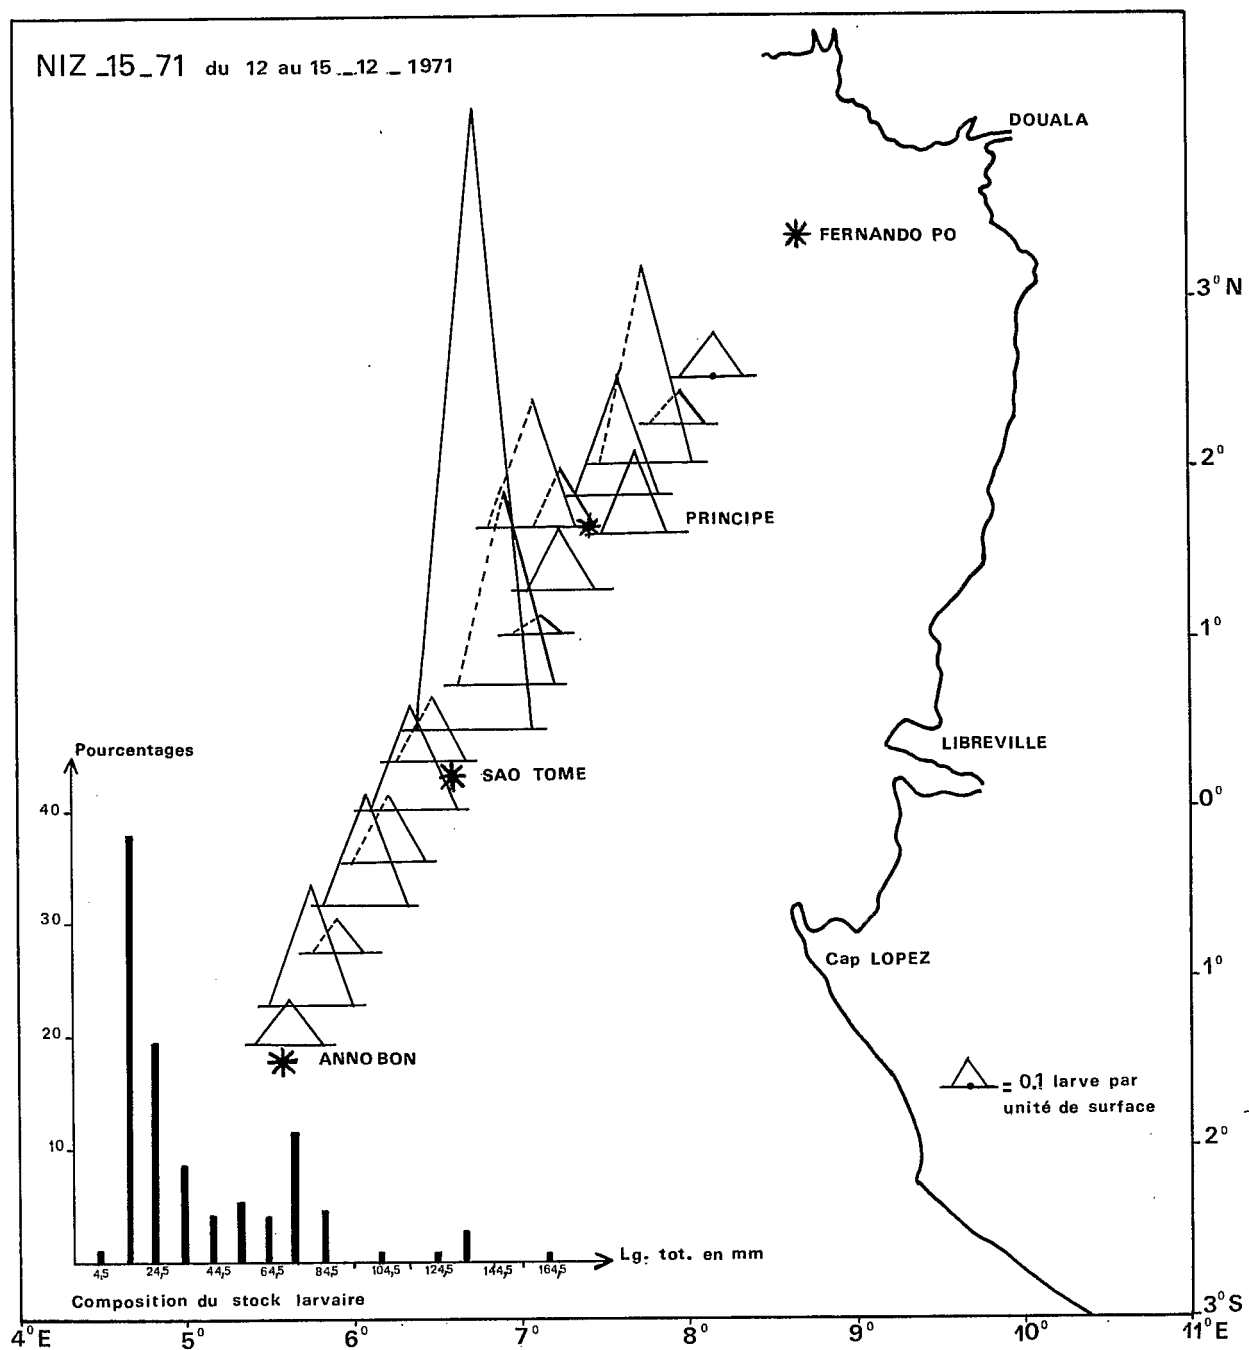 NIZ_15_71 du 12 au 15_12_1971
DOUALA
FERNANDO PO
3° N
2°
PRINCIPE
1°
LIBREVILLE
Pourcentages
SAO TOME
0°
40
30
Cap LOPEZ
1°
20
ANNOBON
= 0.1 larve par
unité de surface
2°
10
Lg. tot. en mm
4,5 24,5 44,5 64,5 84,5 104,5 124,5 144,5 164,5
Composition du stock larvaire
3° S
4° E 5° 6° 7° 8° 9° 10° 11° E